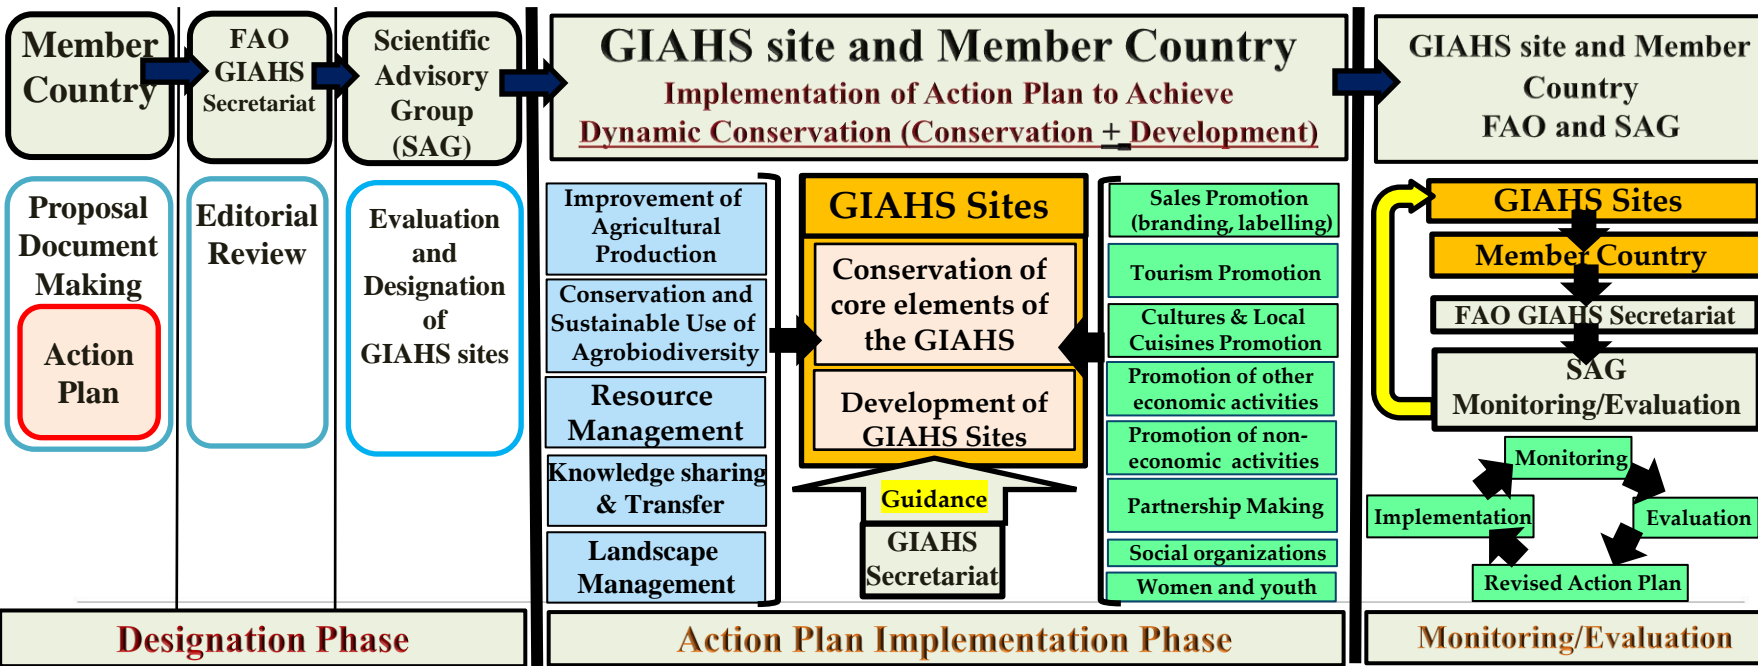 Member
Country
FAO
GIAHS
Secretariat
Scientific
Advisory
Group
(SAG)
GIAHS site and Member Country
Implementation of Action Plan to Achieve
Dynamic Conservation (Conservation + Development)
GIAHS site and Member
Country
FAO and SAG
Proposal
Document
Making
Action
Plan
Editorial
Review
Evaluation
and
Designation
of
GIAHS sites
Improvement of
Agricultural
Production
Conservation and
Sustainable Use of
Agrobiodiversity
Resource
Management
Knowledge sharing
& Transfer
Landscape
Management
GIAHS Sites
Conservation of
core elements of
the GIAHS
Development of
GIAHS Sites
Guidance
GIAHS
Secretariat
Sales Promotion
(branding, labelling)
Tourism Promotion
Cultures & Local
Cuisines Promotion
Promotion of other
economic activities
Promotion of non-
economic activities
Partnership Making
Social organizations
Women and youth
GIAHS Sites
Member Country
FAO GIAHS Secretariat
SAG
Monitoring/Evaluation
Monitoring
Implementation
Evaluation
Revised Action Plan
Designation Phase
Action Plan Implementation Phase
Monitoring/Evaluation